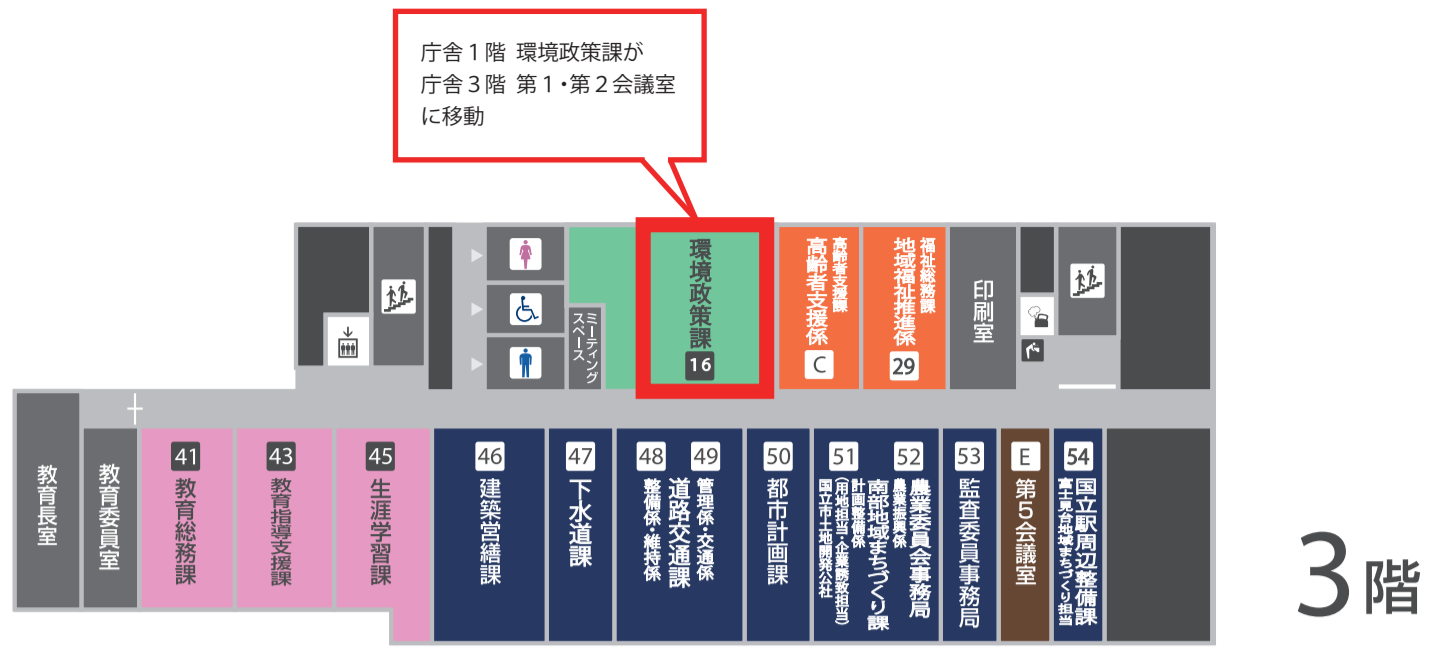 庁舎1階 環境政策課が
庁舎3階 第1・第2会議室
に移動
ミーティング
スペース
環境政策課
16
高齢者支援課
高齢者支援係
C
福祉総務課
地域福祉推進係
29
印刷室
教育長室
教育委員室
41
教育総務課
43
教育指導支援課
45
生涯学習課
46
建築営繕課
47
下水道課
48
49
管理係・交通係
道路交通課
整備係・維持係
50
都市計画課
51
52
農業委員会事務局
農業振興係
南部地域まちづくり課
計画整備係
(用地担当・企業誘致担当)
国立市土地開発公社
53
監査委員事務局
E
第5会議室
54
国立駅周辺整備課
富士見台地域まちづくり担当
3階